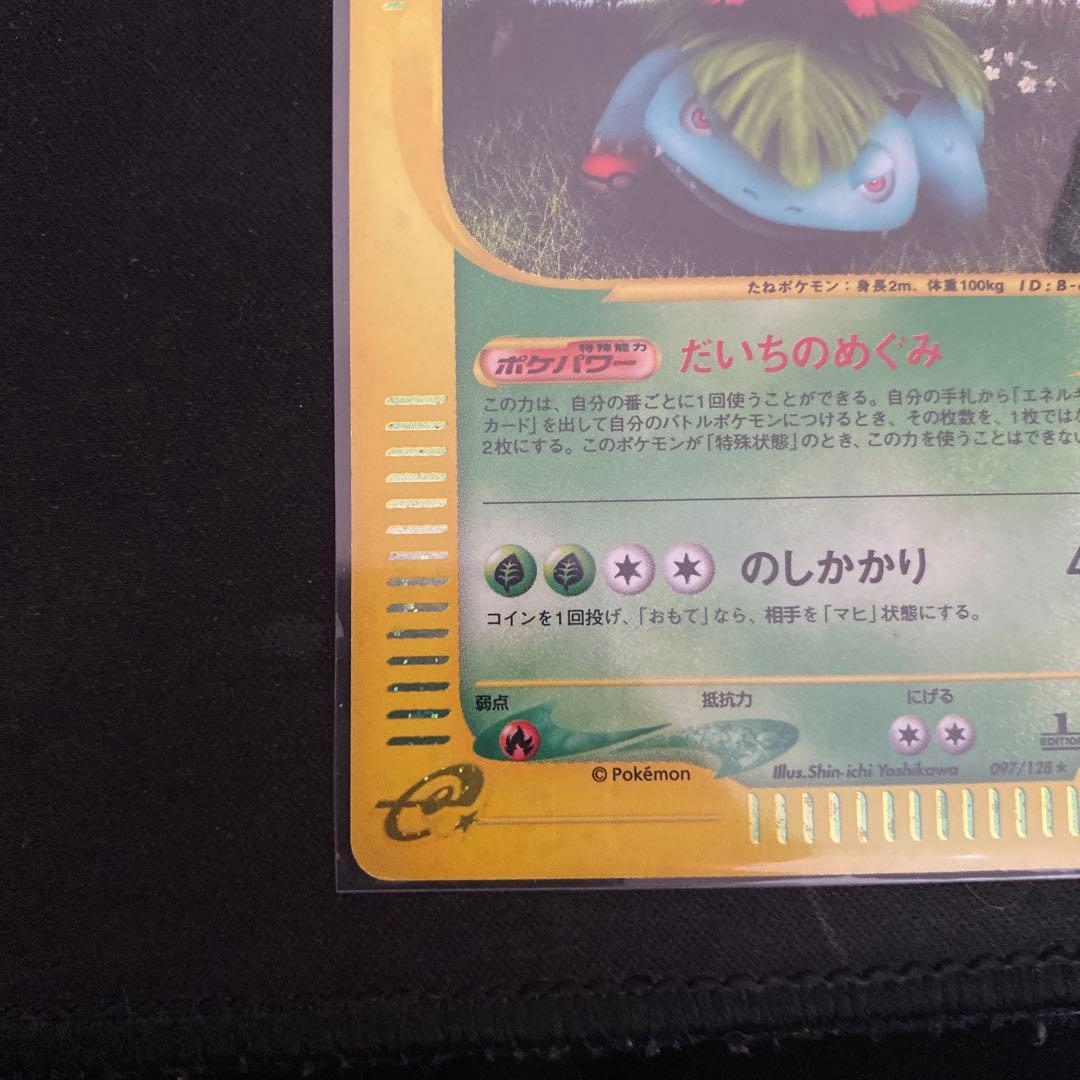 たねポケモン：身長2m、体重100kg ID:B-
特殊能力
ポケパワー
だいちのめぐみ
この力は、自分の番ごとに1回使うことができる。自分の手札から「エネルギ
カード」を出して自分のバトルポケモンにつけるとき、その枚数を、1枚ではな
2枚にする。このポケモンが「特殊状態」のとき、この力を使うことはできない
のしかかり
コインを1回投げ、「おもて」なら、相手を「マヒ」状態にする。
弱点 抵抗力 にげる
1
EDITION
©Pokémon Illus.Shin-ichi Yoshikawa 097/128★
e